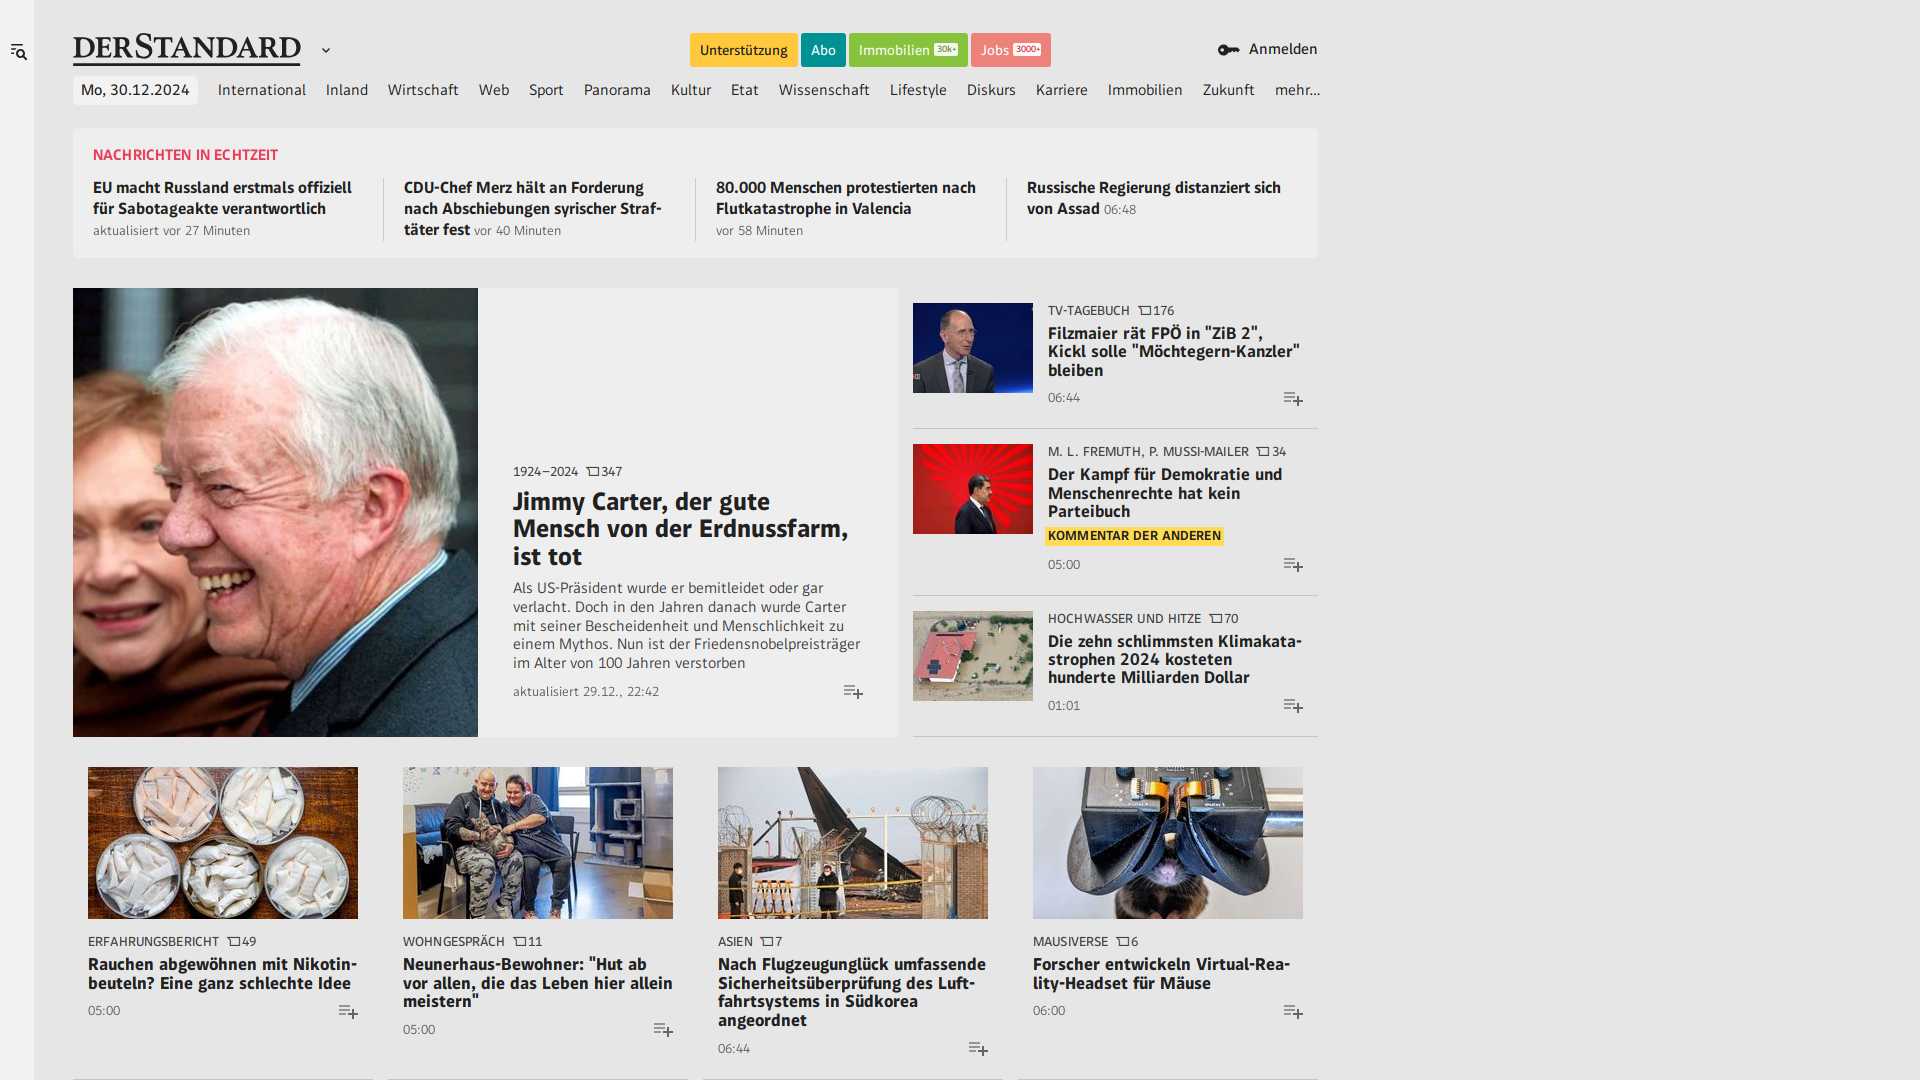 DERSTANDARD
Unterstützung
Abo
Immobilien 30k+
Jobs 3000+
Anmelden
Mo, 30.12.2024
International
Inland
Wirtschaft
Web
Sport
Panorama
Kultur
Etat
Wissenschaft
Lifestyle
Diskurs
Karriere
Immobilien
Zukunft
mehr...
NACHRICHTEN IN ECHTZEIT
EU macht Russland erstmals offiziell
für Sabotageakte verantwortlich
aktualisiert vor 27 Minuten
CDU-Chef Merz hält an Forderung
nach Abschiebungen syrischer Straf-
täter fest vor 40 Minuten
80.000 Menschen protestierten nach
Flutkatastrophe in Valencia
vor 58 Minuten
Russische Regierung distanziert sich
von Assad 06:48
1924–2024 347
Jimmy Carter, der gute
Mensch von der Erdnussfarm,
ist tot
Als US-Präsident wurde er bemitleidet oder gar
verlacht. Doch in den Jahren danach wurde Carter
mit seiner Bescheidenheit und Menschlichkeit zu
einem Mythos. Nun ist der Friedensnobelpreisträger
im Alter von 100 Jahren verstorben
aktualisiert 29.12., 22:42
TV-TAGEBUCH 176
Filzmaier rät FPÖ in "ZiB 2",
Kickl solle "Möchtegern-Kanzler"
bleiben
06:44
M. L. FREMUTH, P. MUSSI-MAILER 34
Der Kampf für Demokratie und
Menschenrechte hat kein
Parteibuch
KOMMENTAR DER ANDEREN
05:00
HOCHWASSER UND HITZE 70
Die zehn schlimmsten Klimakata-
strophen 2024 kosteten
hunderte Milliarden Dollar
01:01
ERFAHRUNGSBERICHT 49
Rauchen abgewöhnen mit Nikotin-
beuteln? Eine ganz schlechte Idee
05:00
WOHNGESPRÄCH 11
Neunerhaus-Bewohner: "Hut ab
vor allen, die das Leben hier allein
meistern"
05:00
ASIEN 7
Nach Flugzeugunglück umfassende
Sicherheitsüberprüfung des Luft-
fahrtsystems in Südkorea
angeordnet
06:44
MAUSIVERSE 6
Forscher entwickeln Virtual-Rea-
lity-Headset für Mäuse
06:00